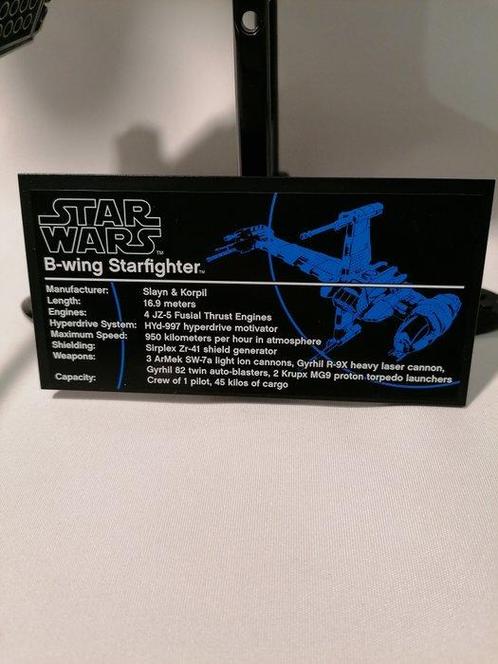 STAR
WARS™
B-wing Starfighter™
Manufacturer: Slayn & Korpil
Length: 16.9 meters
Engines: 4 JZ-5 Fusial Thrust Engines
Hyperdrive System: HYd-997 hyperdrive motivator
Maximum Speed: 950 kilometers per hour in atmosphere
Shielding: Sirplex Zr-41 shield generator
Weapons: 3 ArMek SW-7a light ion cannons, Gyrhil R-9X heavy laser cannon,
Gyrhil 82 twin auto-blasters, 2 Krupx MG9 proton torpedo launchers
Capacity: Crew of 1 pilot, 45 kilos of cargo